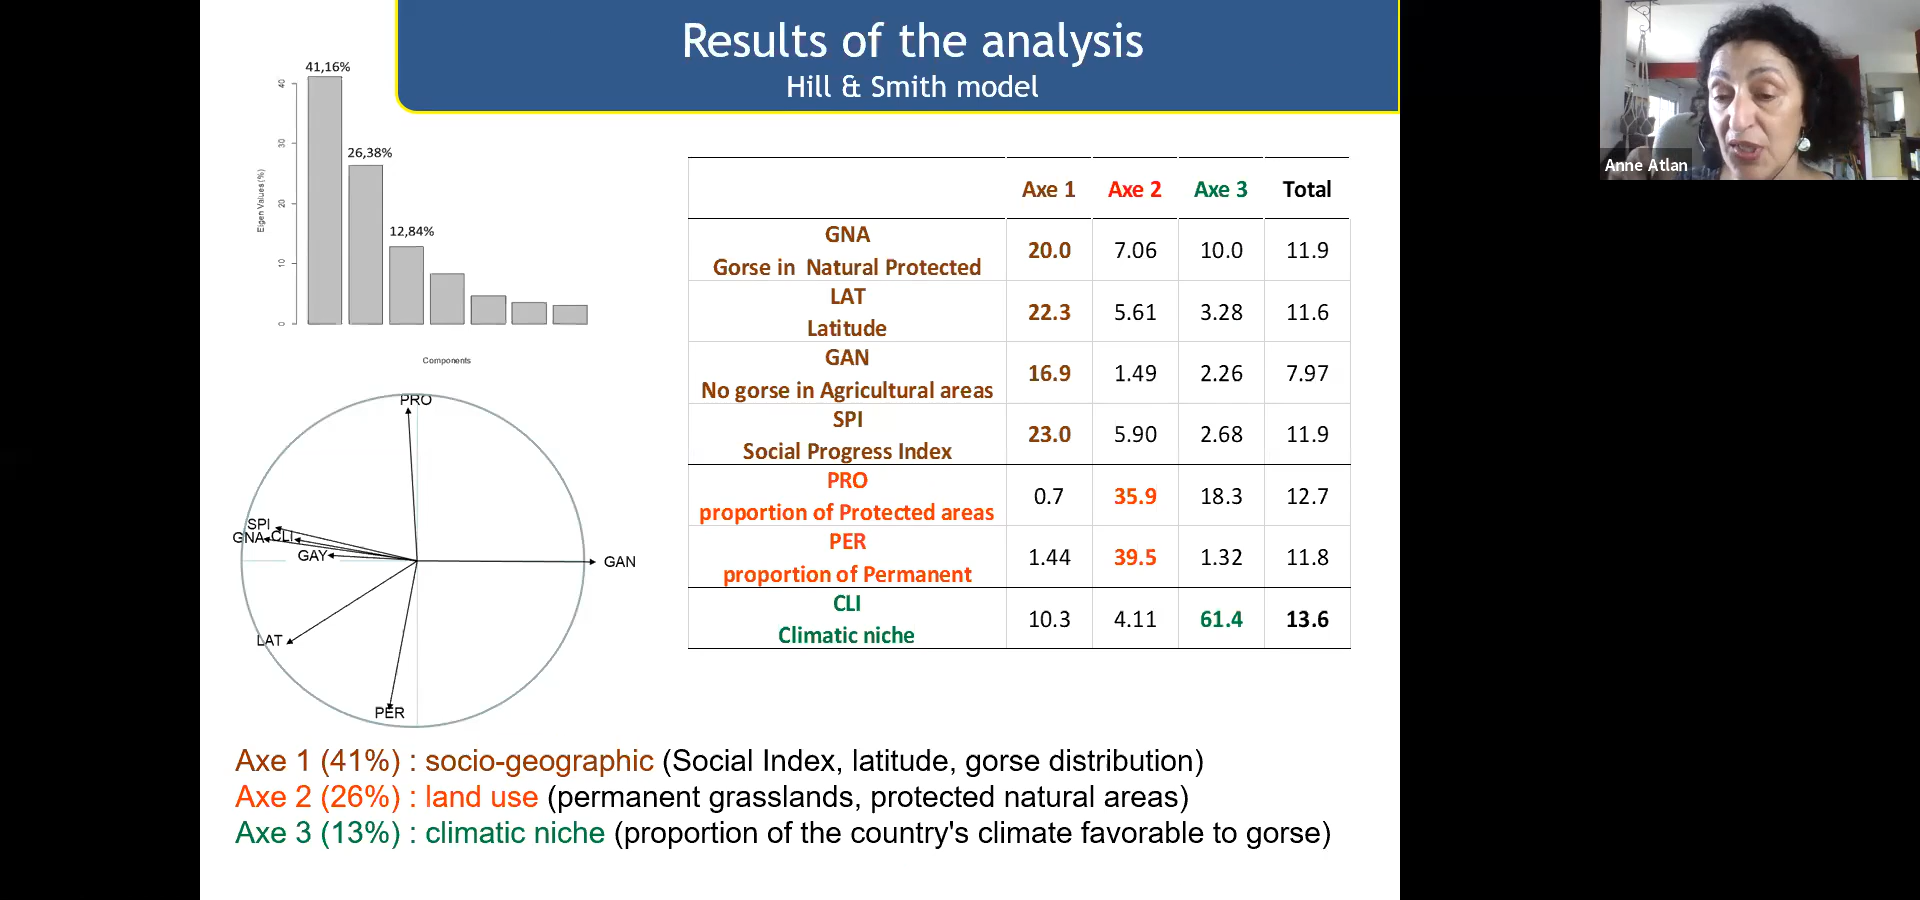 Results of the analysis
Hill & Smith model
41,16%
26,38%
12,84%
40
30
20
10
0
Eigen Values (%)
Components
PRO
SPI
GNA
CLI
GAY
GAN
LAT
PER
Axe 1 Axe 2 Axe 3 Total
GNA
Gorse in Natural Protected
20.0 7.06 10.0 11.9
LAT
Latitude
22.3 5.61 3.28 11.6
GAN
No gorse in Agricultural areas
16.9 1.49 2.26 7.97
SPI
Social Progress Index
23.0 5.90 2.68 11.9
PRO
proportion of Protected areas
0.7 35.9 18.3 12.7
PER
proportion of Permanent
1.44 39.5 1.32 11.8
CLI
Climatic niche
10.3 4.11 61.4 13.6
Axe 1 (41%) : socio-geographic (Social Index, latitude, gorse distribution)
Axe 2 (26%) : land use (permanent grasslands, protected natural areas)
Axe 3 (13%) : climatic niche (proportion of the country's climate favorable to gorse)
Anne Atlan